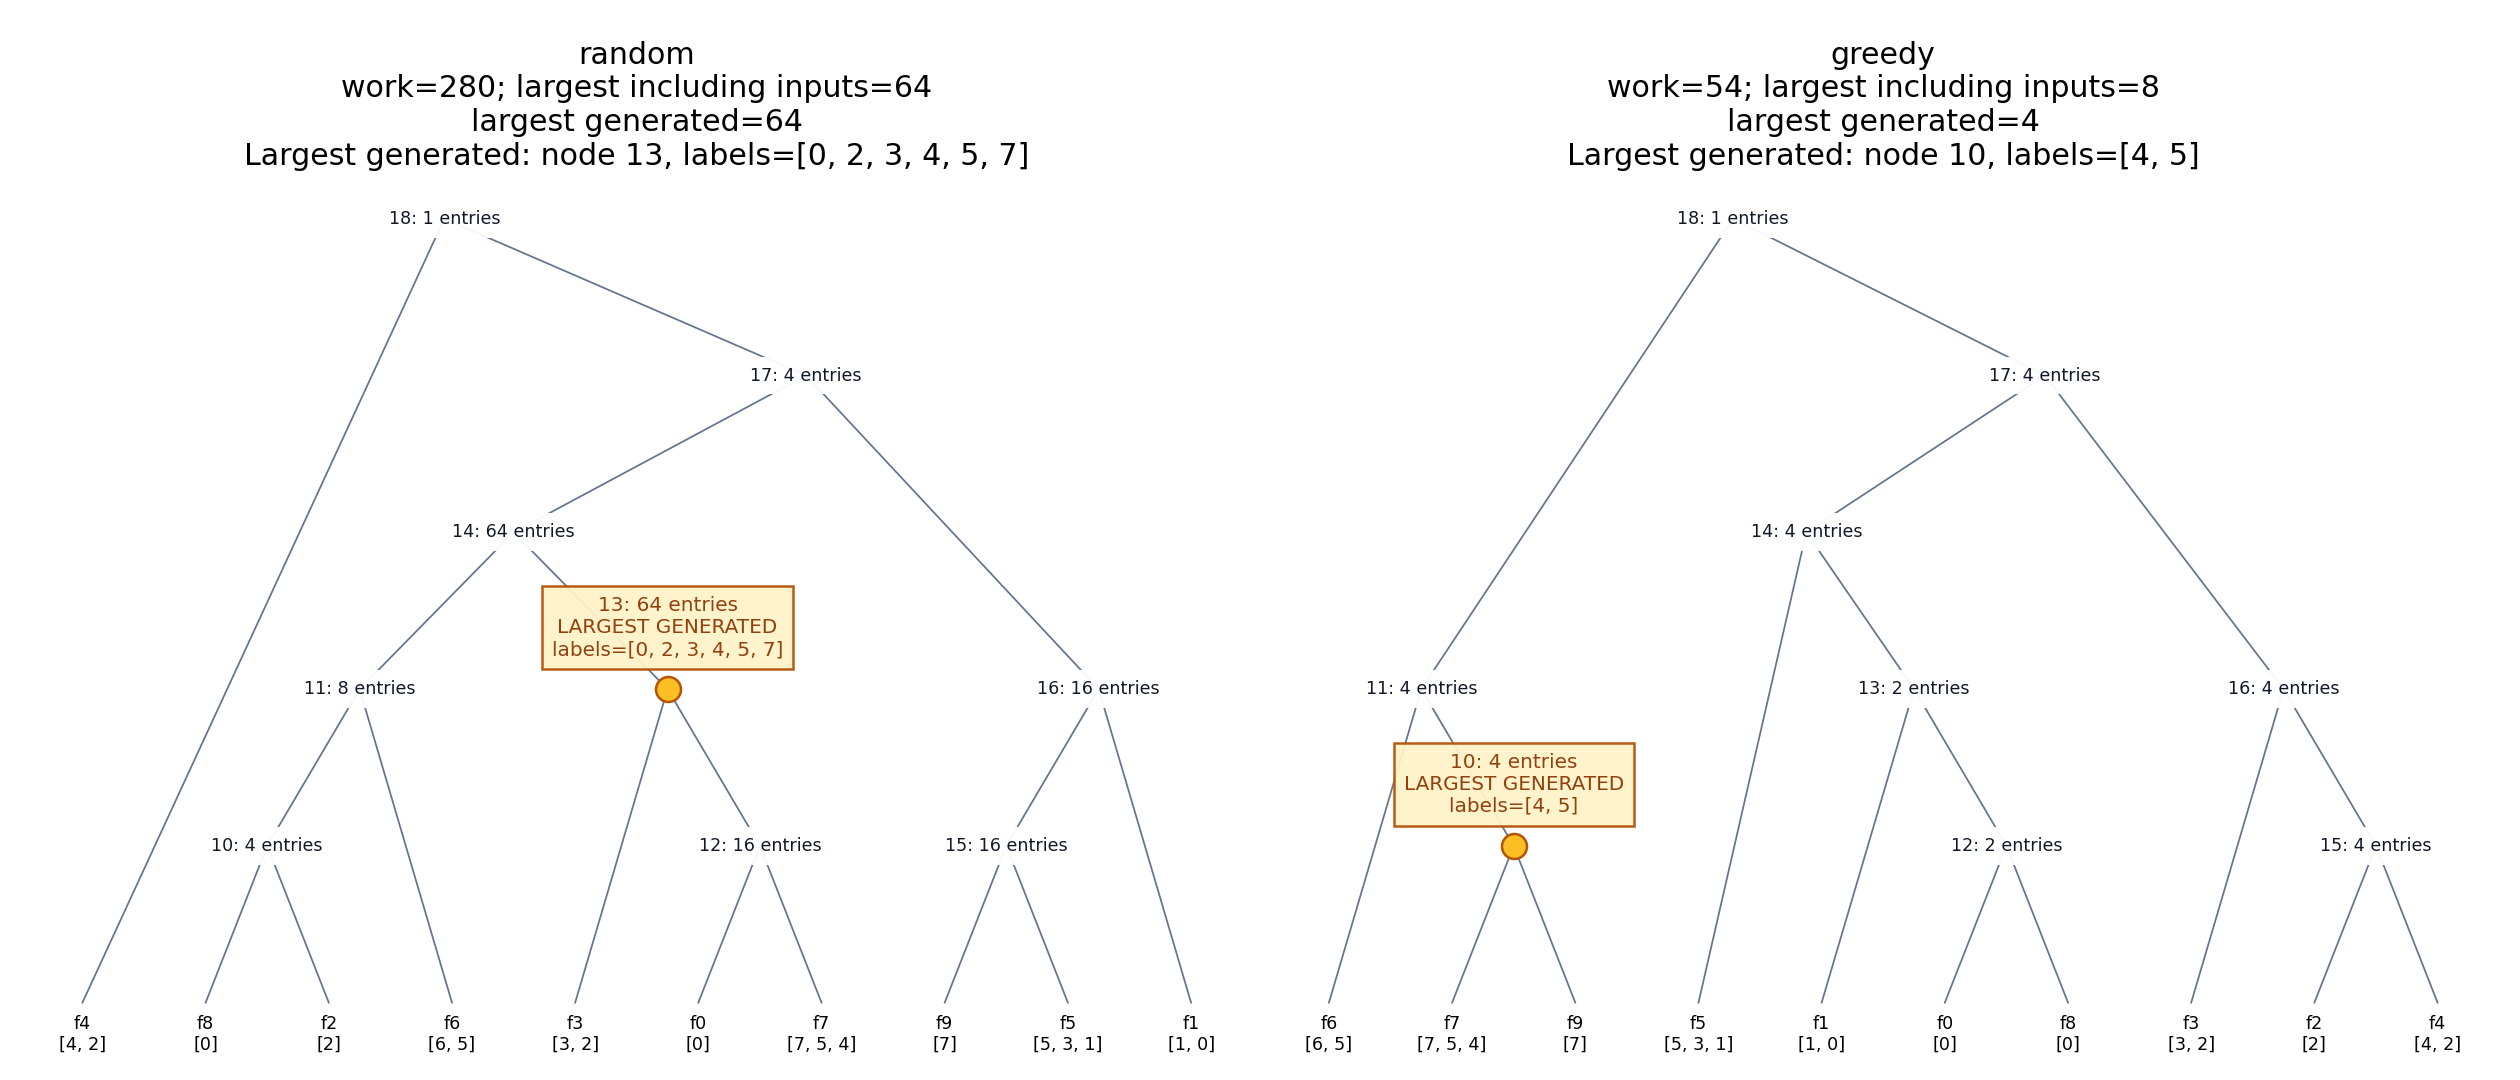 random
work=280; largest including inputs=64
largest generated=64
Largest generated: node 13, labels=[0, 2, 3, 4, 5, 7]
18: 1 entries
17: 4 entries
14: 64 entries
13: 64 entries
LARGEST GENERATED
labels=[0, 2, 3, 4, 5, 7]
11: 8 entries
16: 16 entries
10: 4 entries
12: 16 entries
15: 16 entries
f4
[4, 2]
f8
[0]
f2
[2]
f6
[6, 5]
f3
[3, 2]
f0
[0]
f7
[7, 5, 4]
f9
[7]
f5
[5, 3, 1]
f1
[1, 0]
greedy
work=54; largest including inputs=8
largest generated=4
Largest generated: node 10, labels=[4, 5]
18: 1 entries
17: 4 entries
14: 4 entries
11: 4 entries
13: 2 entries
16: 4 entries
10: 4 entries
LARGEST GENERATED
labels=[4, 5]
12: 2 entries
15: 4 entries
f6
[6, 5]
f7
[7, 5, 4]
f9
[7]
f5
[5, 3, 1]
f1
[1, 0]
f0
[0]
f8
[0]
f3
[3, 2]
f2
[2]
f4
[4, 2]